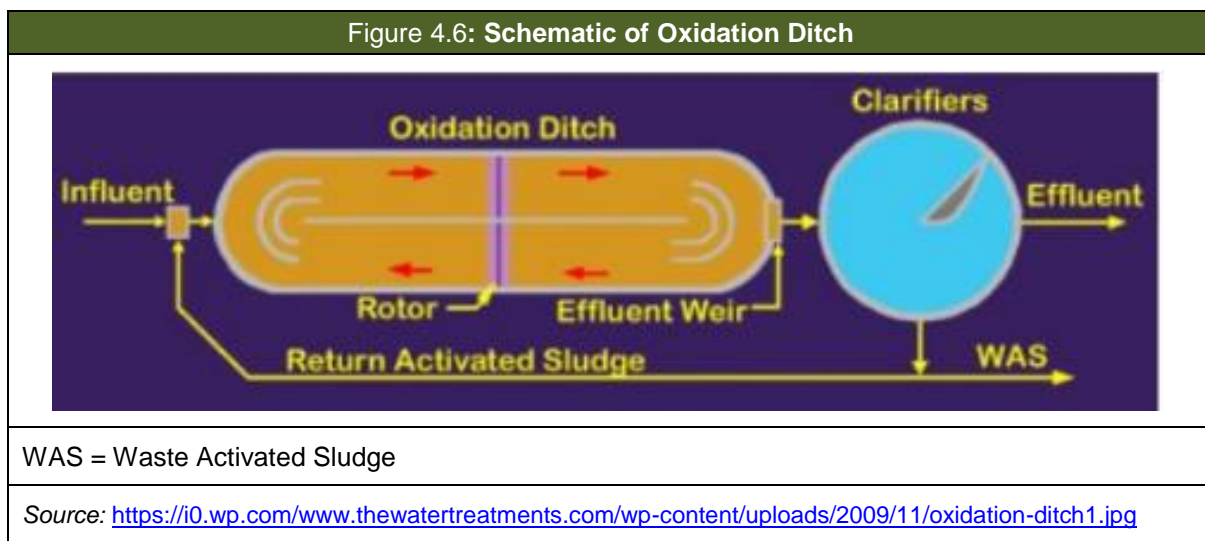 Figure 4.6: Schematic of Oxidation Ditch
Clarifiers
Oxidation Ditch
Influent
Effluent
Rotor
Effluent Weir
Return Activated Sludge
WAS
WAS = Waste Activated Sludge
Source: https://i0.wp.com/www.thewatertreatments.com/wp-content/uploads/2009/11/oxidation-ditch1.jpg